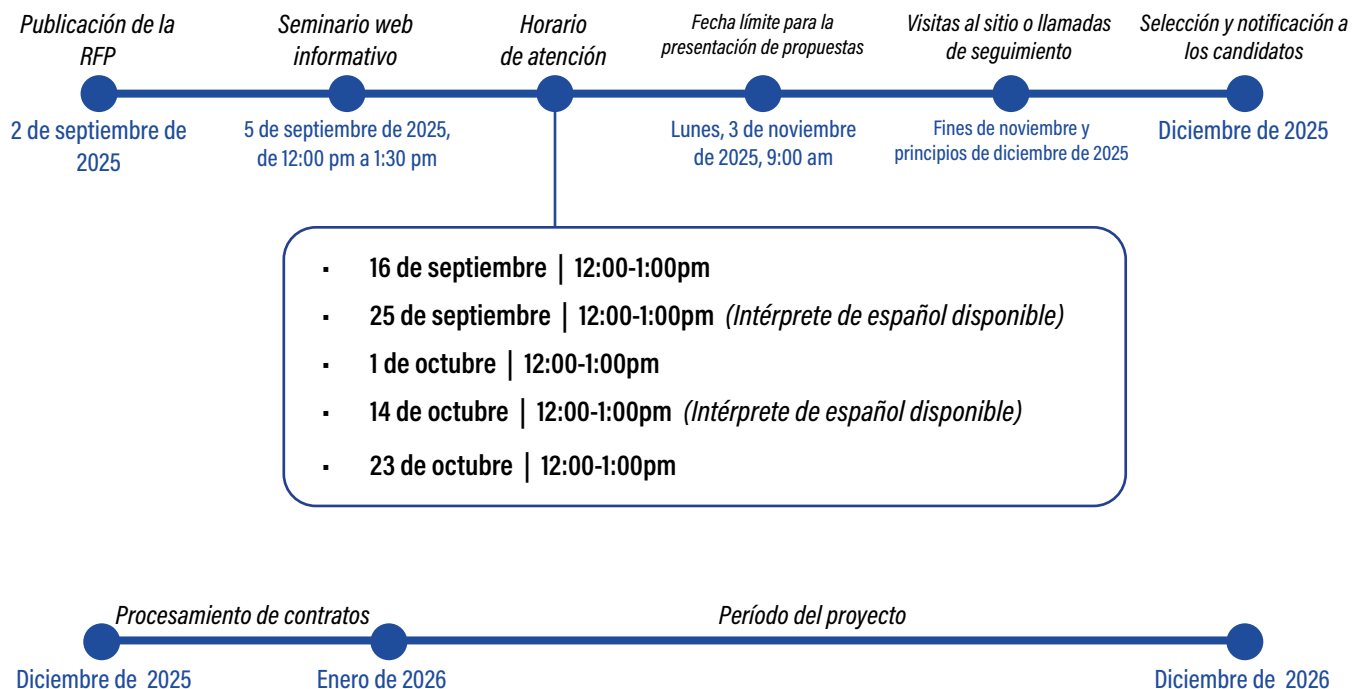 Publicación de la
RFP
2 de septiembre de
2025
Seminario web
informativo
5 de septiembre de 2025,
de 12:00 pm a 1:30 pm
Horario
de atención
Fecha límite para la
presentación de propuestas
Lunes, 3 de noviembre
de 2025, 9:00 am
Visitas al sitio o llamadas
de seguimiento
Fines de noviembre y
principios de diciembre de 2025
Selección y notificación a
los candidatos
Diciembre de 2025
▪ 16 de septiembre | 12:00-1:00pm
▪ 25 de septiembre | 12:00-1:00pm (Intérprete de español disponible)
▪ 1 de octubre | 12:00-1:00pm
▪ 14 de octubre | 12:00-1:00pm (Intérprete de español disponible)
▪ 23 de octubre | 12:00-1:00pm
Procesamiento de contratos
Período del proyecto
Diciembre de 2025
Enero de 2026
Diciembre de 2026